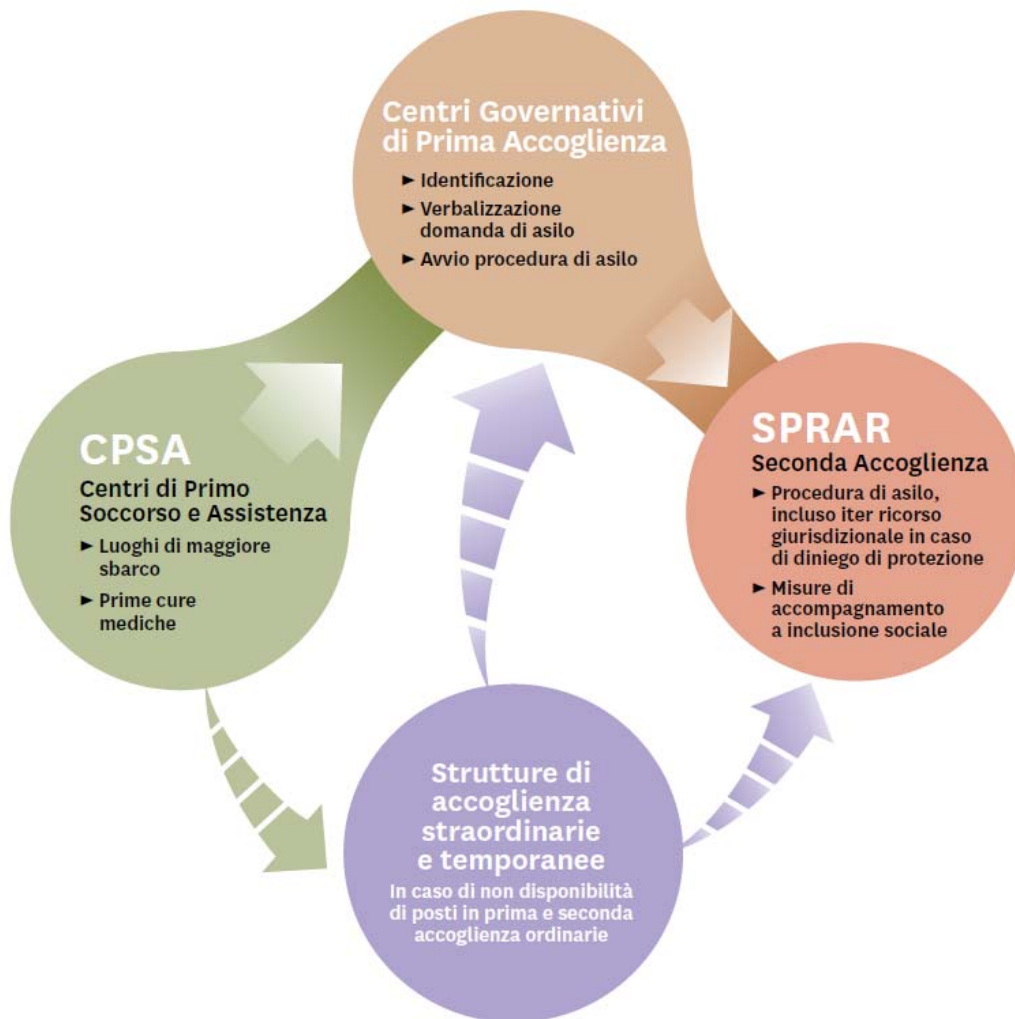 Centri Governativi
di Prima Accoglienza
► Identificazione
► Verbalizzazione
domanda di asilo
► Avvio procedura di asilo
CPSA
Centri di Primo
Soccorso e Assistenza
► Luoghi di maggiore
sbarco
► Prime cure
mediche
SPRAR
Seconda Accoglienza
► Procedura di asilo,
incluso iter ricorso
giurisdizionale in caso
di diniego di protezione
► Misure di
accompagnamento
a inclusione sociale
Strutture di
accoglienza
straordinarie
e temporanee
In caso di non disponibilità
di posti in prima e seconda
accoglienza ordinarie